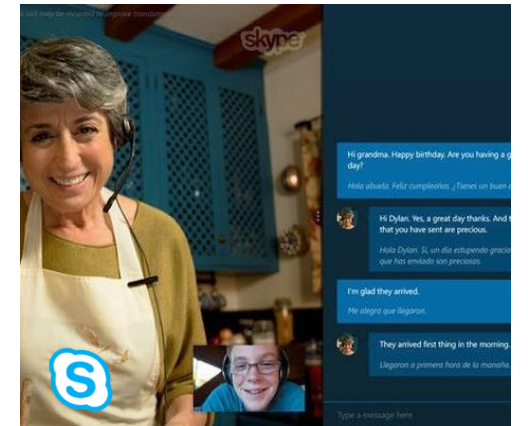 call may be recorded to improve translation
skype
Hi grandma. Happy birthday. Are you having a
day?
Hola abuela. Feliz cumpleaños. ¿Tienes un buen
Hi Dylan. Yes, a great day thanks. And
that you have sent are precious.
Hola Dylan. Sí, un día estupendo
que has enviado son preciosos.
I'm glad they arrived.
Me alegro que llegaron.
They arrived first thing in the morning.
Llegaron a primera hora de la mañana.
Type a message here
S